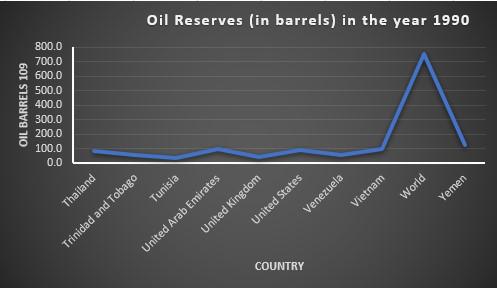 Oil Reserves (in barrels) in the year 1990
OIL BARRELS 109
800.0
700.0
600.0
500.0
400.0
300.0
200.0
100.0
0.0
Thailand
Trinidad and Tobago
Tunisia
United Arab Emirates
United Kingdom
United States
Venezuela
Vietnam
World
Yemen
COUNTRY